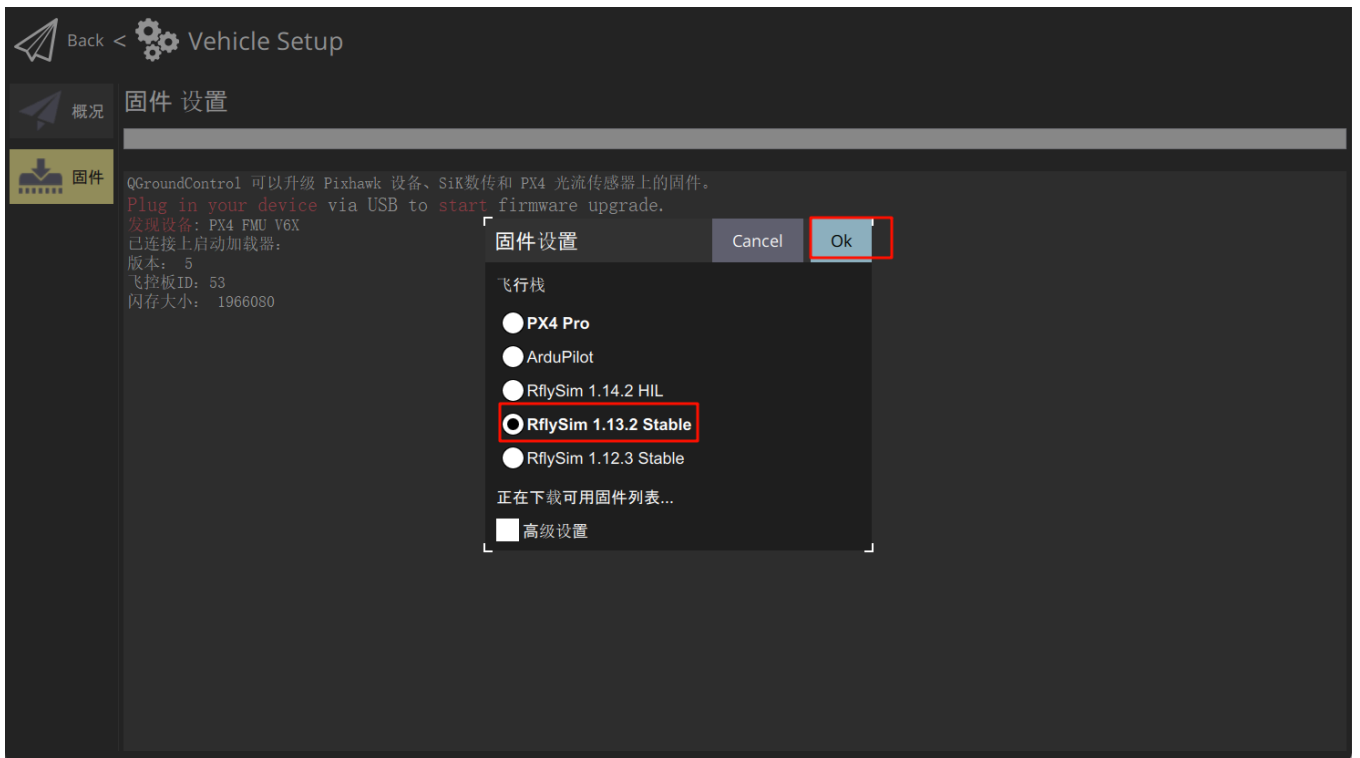 Back < Vehicle Setup
概况
固件 设置
固件
QGroundControl 可以升级 Pixhawk 设备、SiK数传和 PX4 光流传感器上的固件。
Plug in your device via USB to start firmware upgrade.
发现设备: PX4 FMU V6X
已连接上启动加载器:
版本: 5
飞控板ID: 53
闪存大小: 1966080
固件设置
Cancel
Ok
飞行栈
PX4 Pro
ArduPilot
RflySim 1.14.2 HIL
RflySim 1.13.2 Stable
RflySim 1.12.3 Stable
正在下载可用固件列表...
高级设置